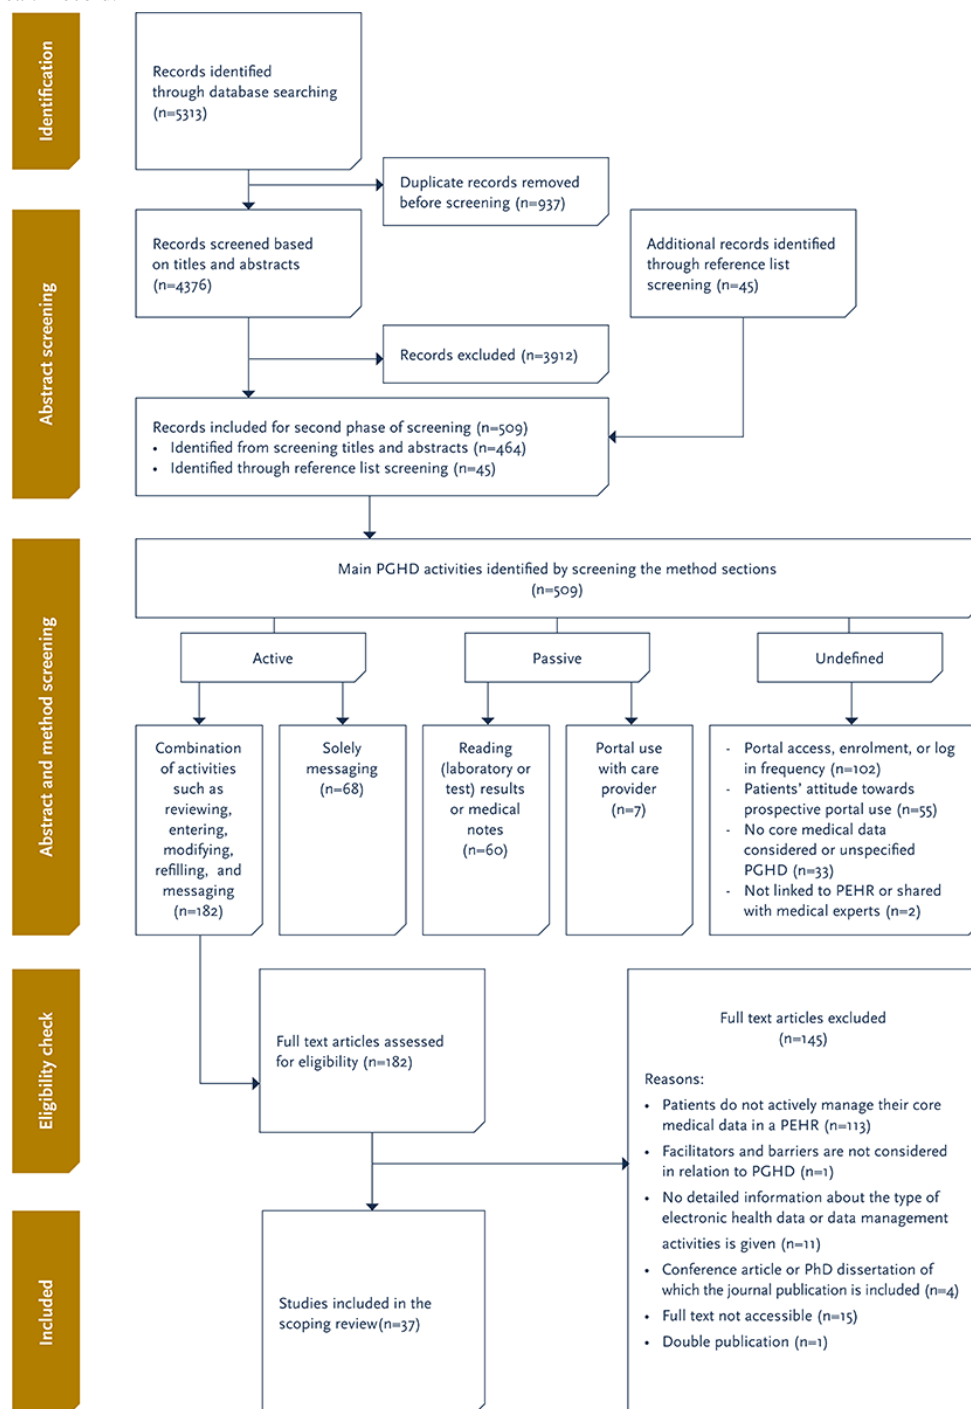 Identification
Records identified
through database searching
(n=5313)
Duplicate records removed
before screening (n=937)
Abstract screening
Records screened based
on titles and abstracts
(n=4376)
Additional records identified
through reference list
screening (n=45)
Records excluded (n=3912)
Records included for second phase of screening (n=509)
• Identified from screening titles and abstracts (n=464)
• Identified through reference list screening (n=45)
Abstract and method screening
Main PGHD activities identified by screening the method sections
(n=509)
Active
Passive
Undefined
Combination
of activities
such as
reviewing,
entering,
modifying,
refilling, and
messaging
(n=182)
Solely
messaging
(n=68)
Reading
(laboratory or
test) results
or medical
notes
(n=60)
Portal use
with care
provider
(n=7)
- Portal access, enrolment, or log
in frequency (n=102)
- Patients' attitude towards
prospective portal use (n=55)
- No core medical data
considered or unspecified
PGHD (n=33)
- Not linked to PEHR or shared
with medical experts (n=2)
Eligibility check
Full text articles assessed
for eligibility (n=182)
Full text articles excluded
(n=145)
Reasons:
• Patients do not actively manage their core
medical data in a PEHR (n=113)
• Facilitators and barriers are not considered
in relation to PGHD (n=1)
• No detailed information about the type of
electronic health data or data management
activities is given (n=11)
• Conference article or PhD dissertation of
which the journal publication is included (n=4)
• Full text not accessible (n=15)
• Double publication (n=1)
Included
Studies included in the
scoping review(n=37)